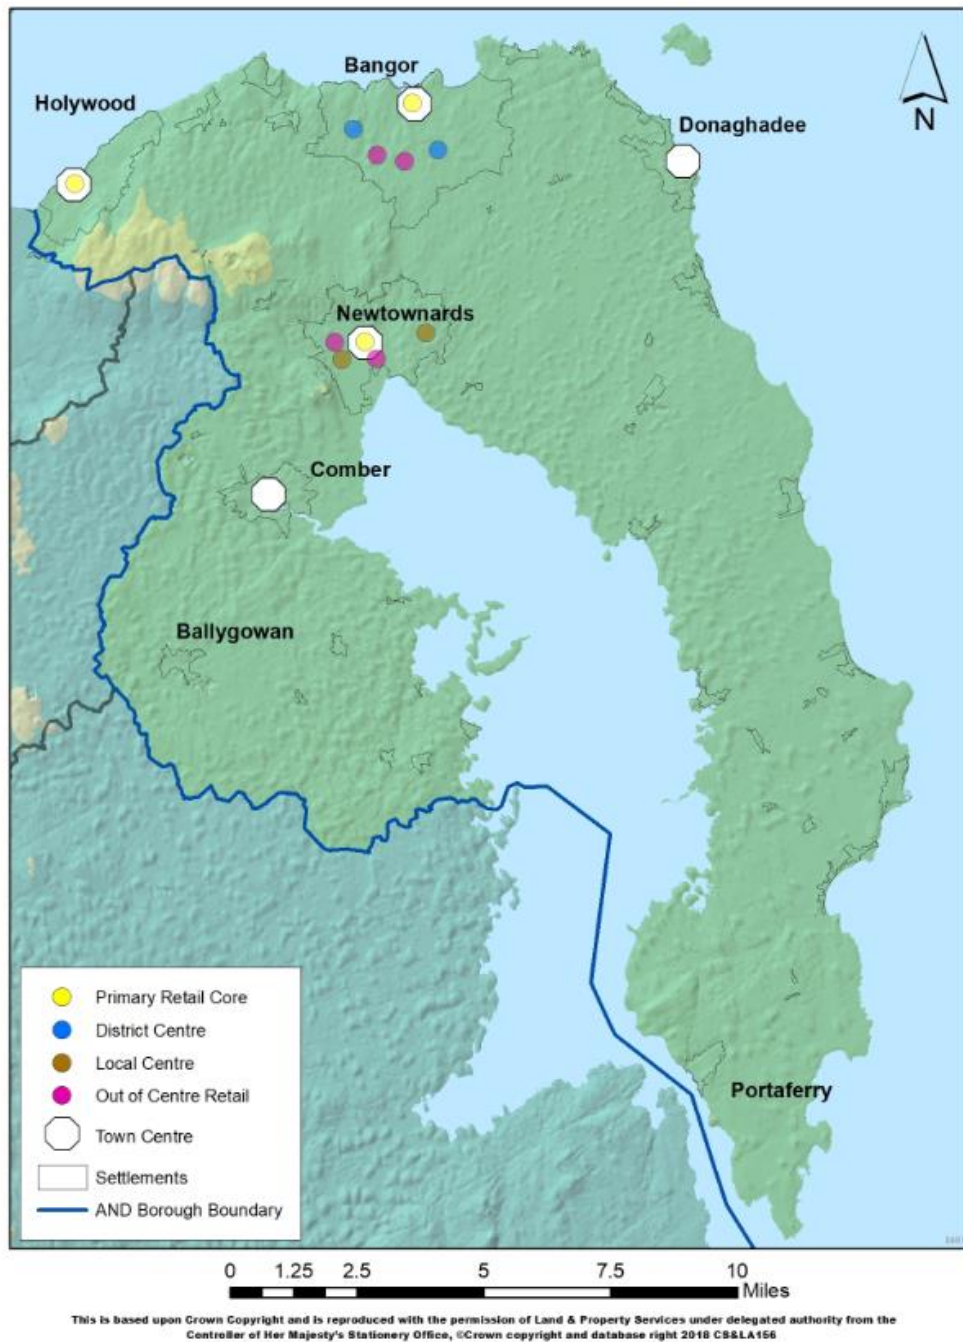 Bangor
Holywood
Donaghadee
N
Newtownards
Comber
Ballygowan
Portaferry
Primary Retail Core
District Centre
Local Centre
Out of Centre Retail
Town Centre
Settlements
AND Borough Boundary
0 1.25 2.5 5 7.5 10
Miles
This is based upon Crown Copyright and is reproduced with the permission of Land & Property Services under delegated authority from the
Controller of Her Majesty's Stationery Office, ©Crown copyright and database right 2018 CS&LA156